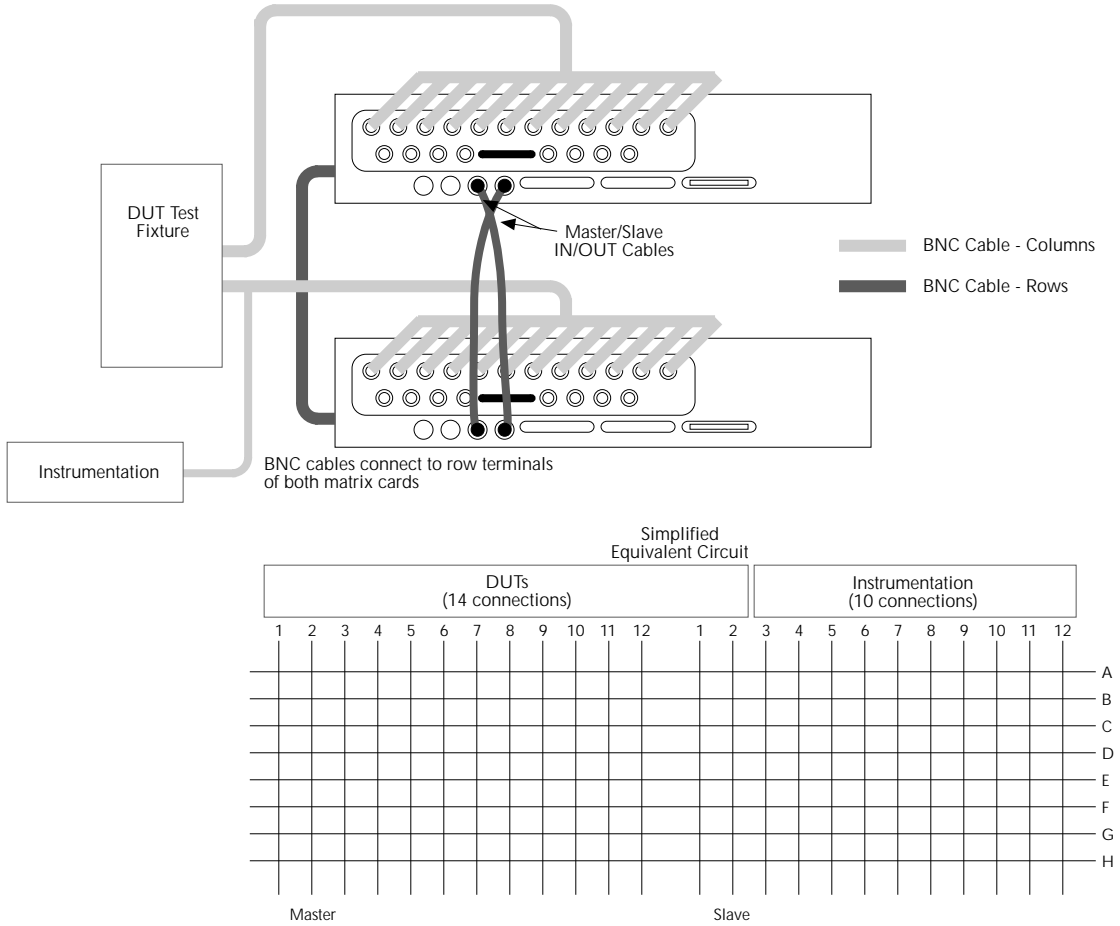 DUT Test
Fixture
Master/Slave
IN/OUT Cables
BNC Cable - Columns
BNC Cable - Rows
Instrumentation
BNC cables connect to row terminals
of both matrix cards
Simplified
Equivalent Circuit
DUTs
(14 connections)
Instrumentation
(10 connections)
1 2 3 4 5 6 7 8 9 10 11 12 1 2 3 4 5 6 7 8 9 10 11 12
A
B
C
D
E
F
G
H
Master Slave